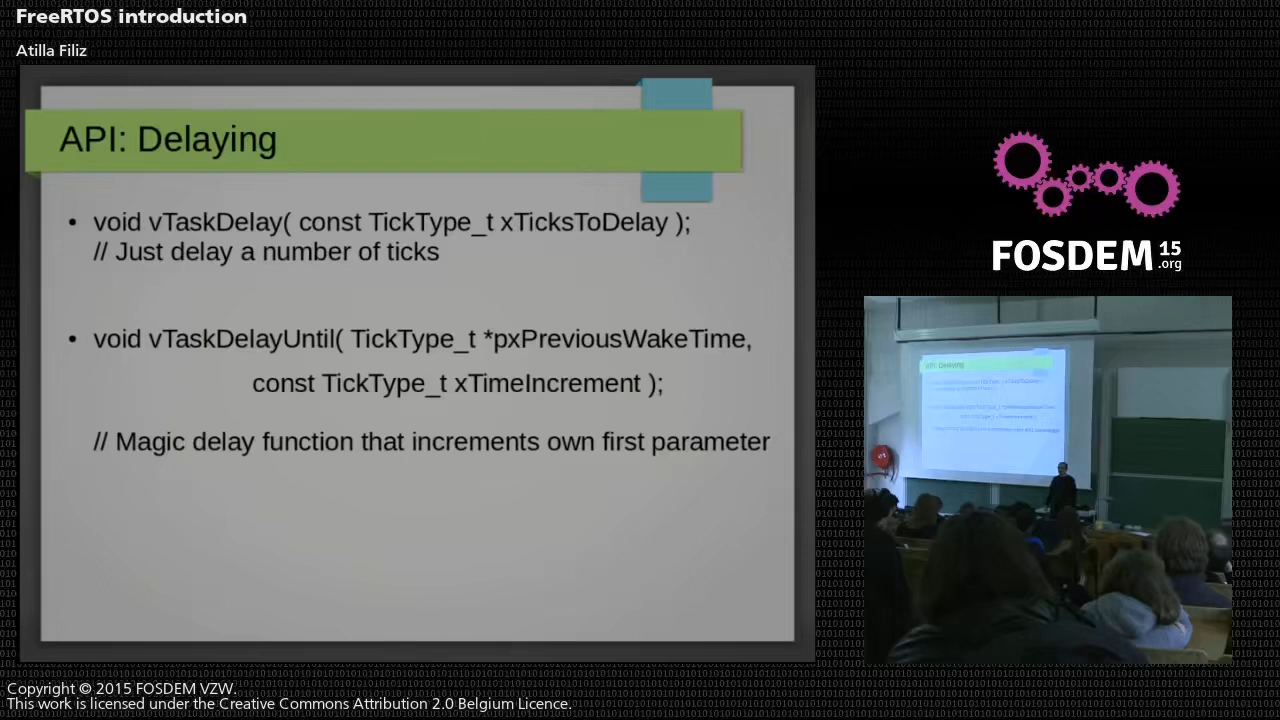 FreeRTOS introduction
Atilla Filiz
API: Delaying
• void vTaskDelay( const TickType_t xTicksToDelay );
// Just delay a number of ticks
• void vTaskDelayUntil( TickType_t *pxPreviousWakeTime,
const TickType_t xTimeIncrement );
// Magic delay function that increments own first parameter
FOSDEM 15
.org
API: Delaying
Copyright © 2015 FOSDEM VZW.
This work is licensed under the Creative Commons Attribution 2.0 Belgium Licence.